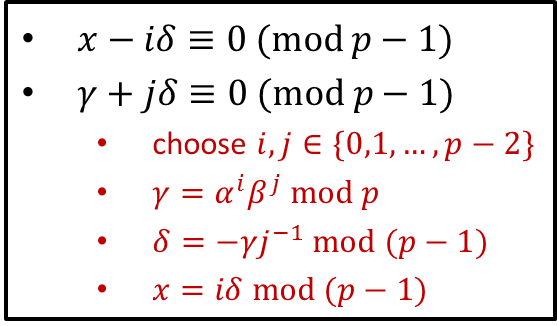 • x − iδ ≡ 0 (mod p − 1)
• γ + jδ ≡ 0 (mod p − 1)
• choose i, j ∈ {0,1, … , p − 2}
• γ = αⁱβʲ mod p
• δ = −γj⁻¹ mod (p − 1)
• x = iδ mod (p − 1)